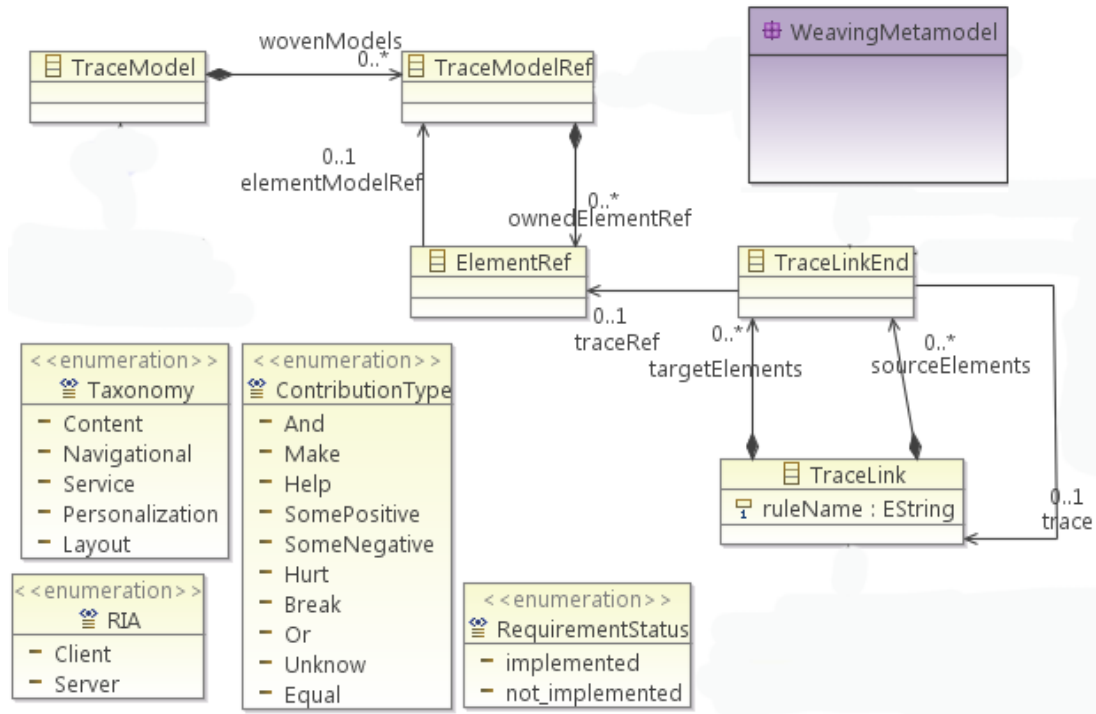 wovenModels
0..*
TraceModel
TraceModelRef
WeavingMetamodel
0..1
elementModelRef
0..*
ownedElementRef
ElementRef
TraceLinkEnd
0..1
traceRef
0..*
targetElements
0..*
sourceElements
<<enumeration>>
Taxonomy
Content
Navigational
Service
Personalization
Layout
<<enumeration>>
ContributionType
And
Make
Help
SomePositive
SomeNegative
Hurt
Break
Or
Unknow
Equal
TraceLink
1 ruleName : EString
0..1
trace
<<enumeration>>
RIA
Client
Server
<<enumeration>>
RequirementStatus
implemented
not_implemented